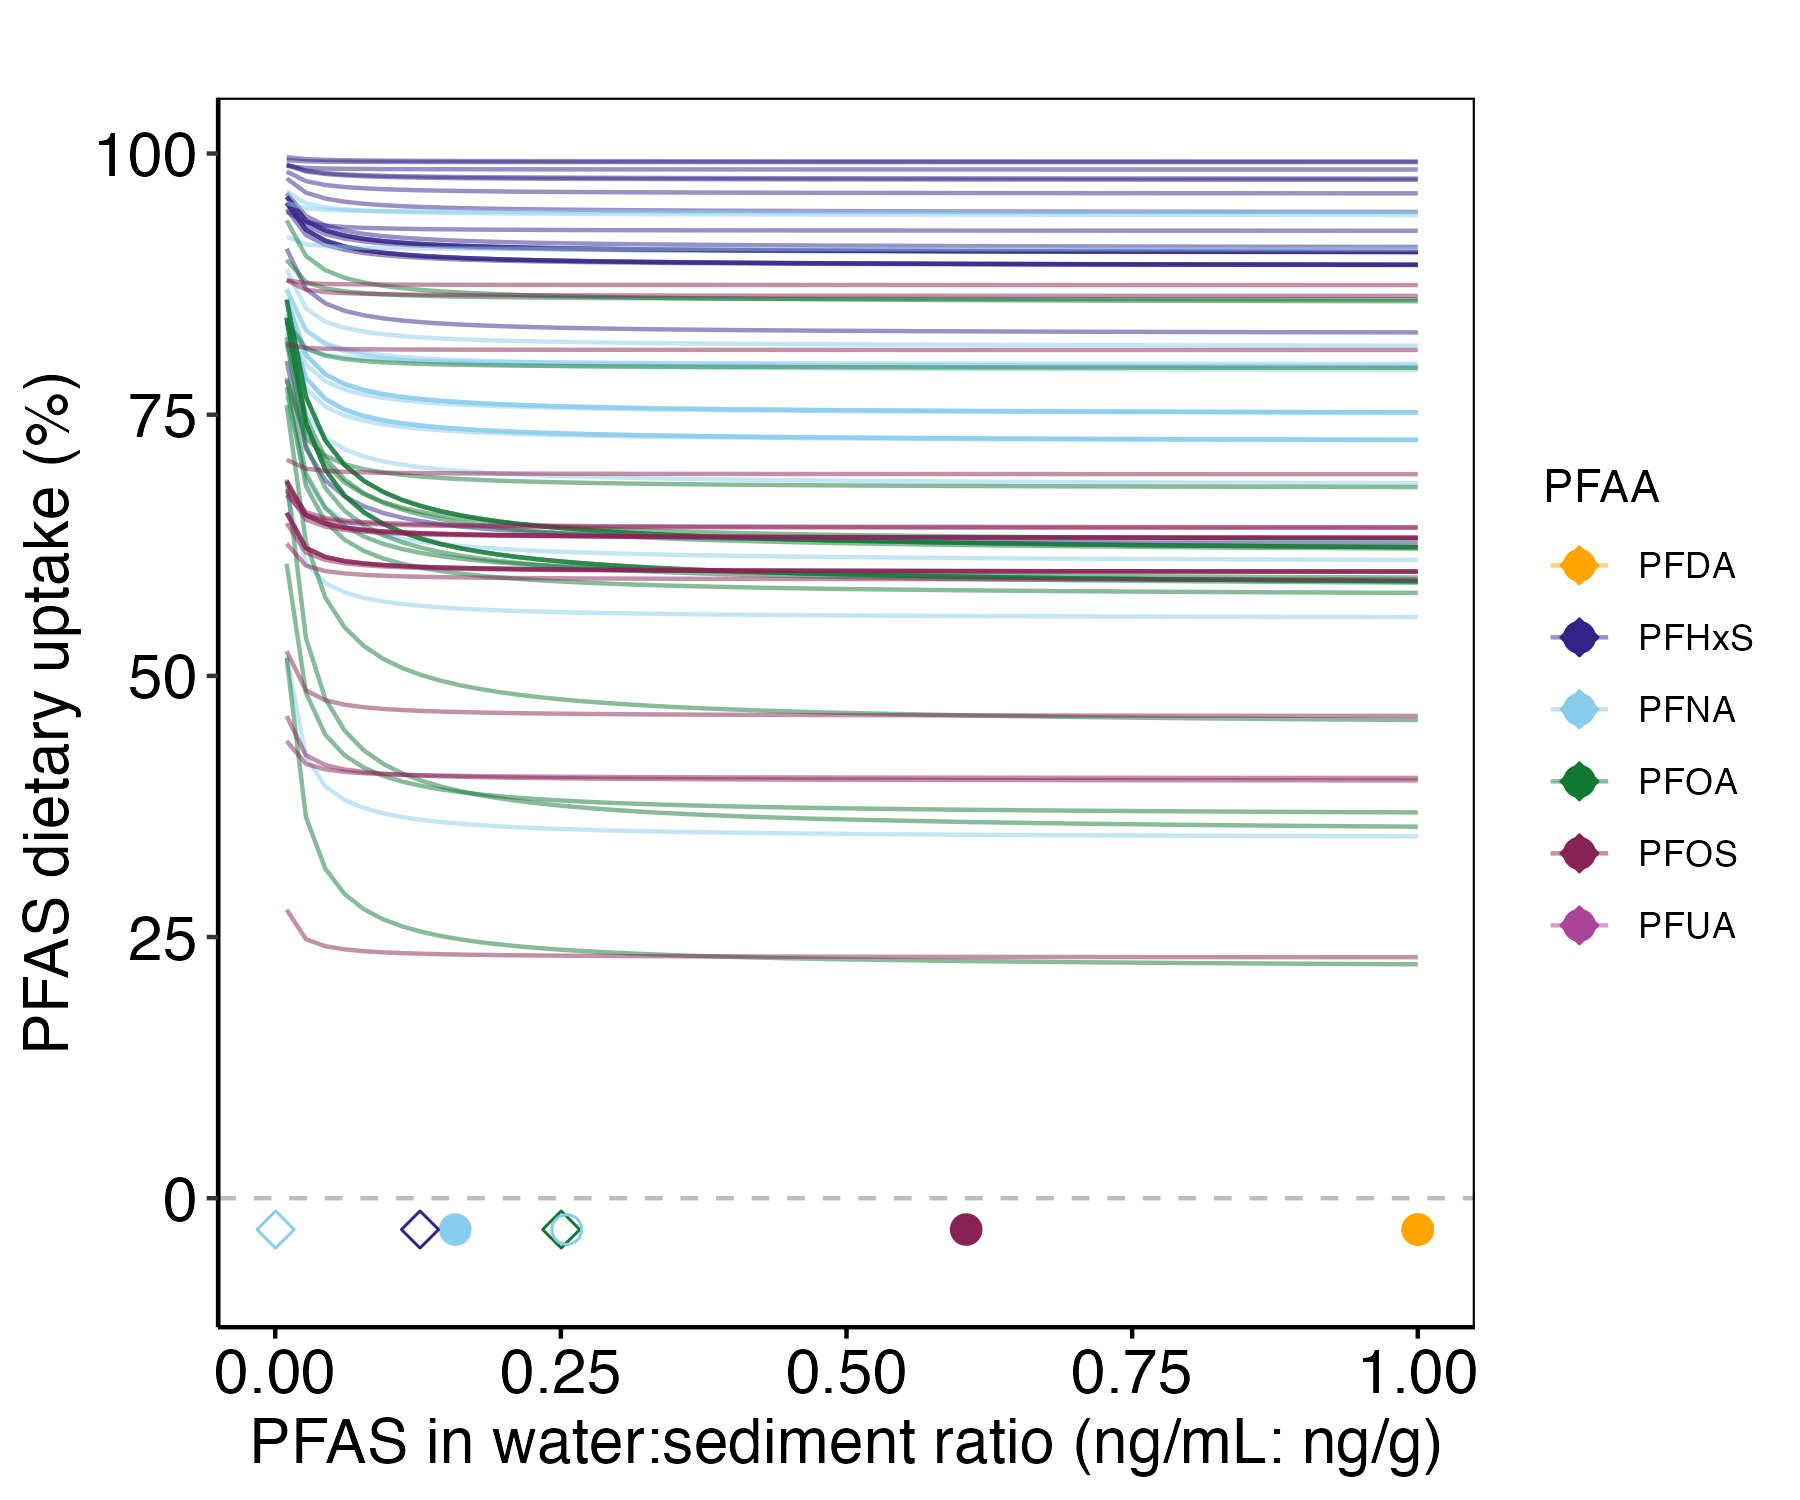 100
75
50
25
0
PFAS dietary uptake (%)
0.00 0.25 0.50 0.75 1.00
PFAS in water:sediment ratio (ng/mL: ng/g)
PFAA
PFDA
PFHxS
PFNA
PFOA
PFOS
PFUA